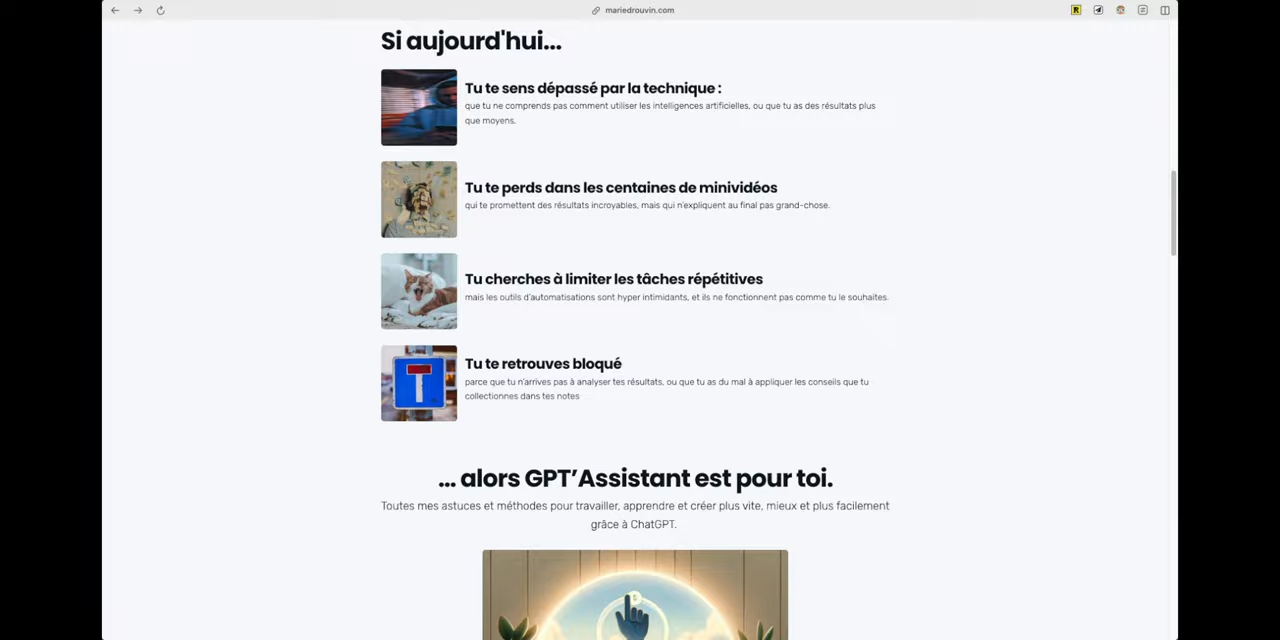 mariedrouvin.com
Si aujourd'hui...
Tu te sens dépassé par la technique :
que tu ne comprends pas comment utiliser les intelligences artificielles, ou que tu as des résultats plus
que moyens.
Tu te perds dans les centaines de minividéos
qui te promettent des résultats incroyables, mais qui n'expliquent au final pas grand-chose.
Tu cherches à limiter les tâches répétitives
mais les outils d'automatisations sont hyper intimidants, et ils ne fonctionnent pas comme tu le souhaites.
Tu te retrouves bloqué
parce que tu n'arrives pas à analyser tes résultats, ou que tu as du mal à appliquer les conseils que tu
collectionnes dans tes notes
... alors GPT’Assistant est pour toi.
Toutes mes astuces et méthodes pour travailler, apprendre et créer plus vite, mieux et plus facilement
grâce à ChatGPT.